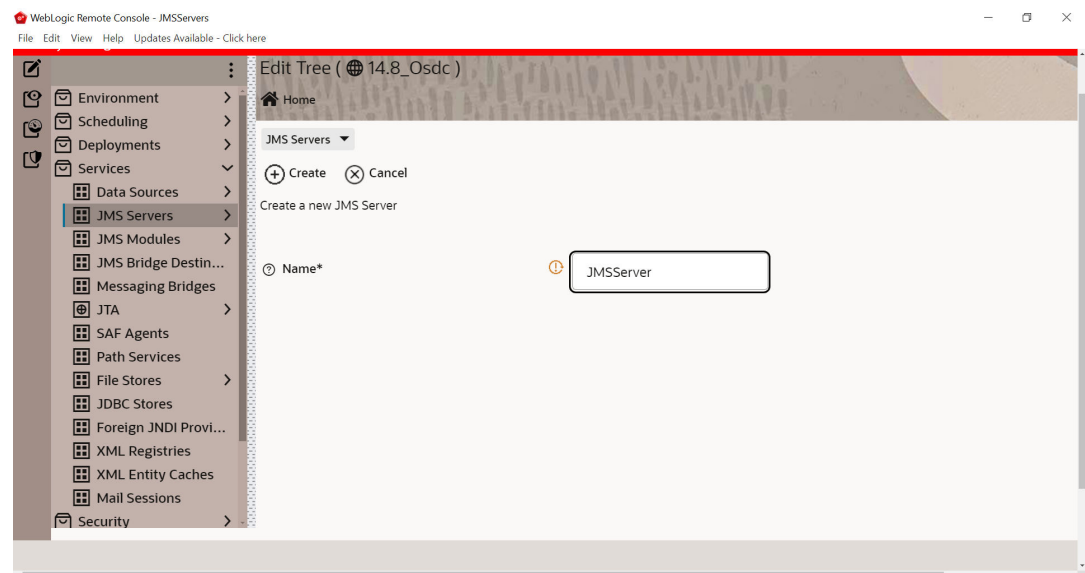 WebLogic Remote Console - JMSServers
File Edit View Help Updates Available - Click here
Edit Tree ( 14.8_Osdc )
Home
Environment
Scheduling
Deployments
Services
Data Sources
JMS Servers
JMS Modules
JMS Bridge Destin...
Messaging Bridges
JTA
SAF Agents
Path Services
File Stores
JDBC Stores
Foreign JNDI Provi...
XML Registries
XML Entity Caches
Mail Sessions
Security
JMS Servers
Create Cancel
Create a new JMS Server
Name* JMSServer